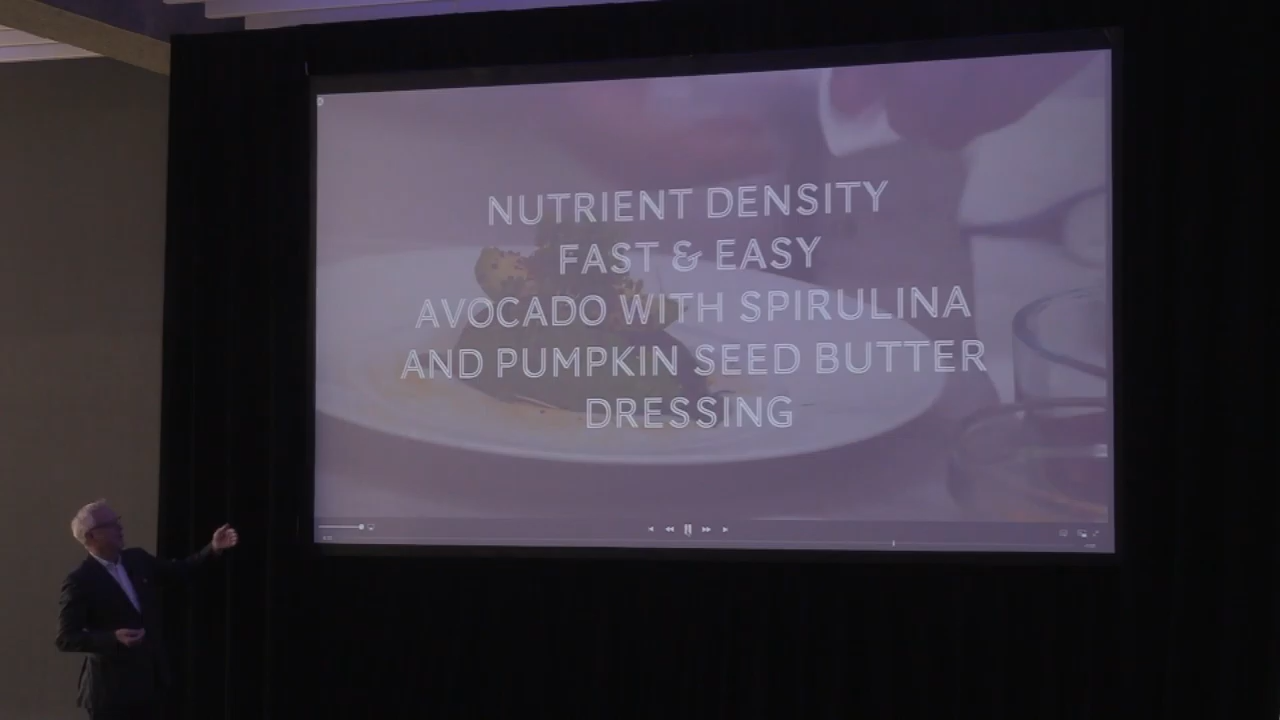 NUTRIENT DENSITY
FAST & EASY
AVOCADO WITH SPIRULINA
AND PUMPKIN SEED BUTTER
DRESSING